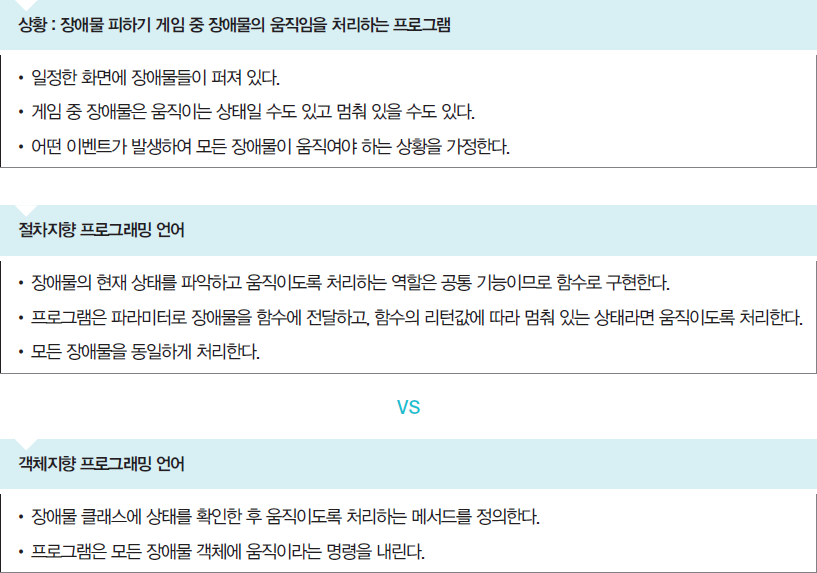 상황 : 장애물 피하기 게임 중 장애물의 움직임을 처리하는 프로그램
• 일정한 화면에 장애물들이 퍼져 있다.
• 게임 중 장애물은 움직이는 상태일 수도 있고 멈춰 있을 수도 있다.
• 어떤 이벤트가 발생하여 모든 장애물이 움직여야 하는 상황을 가정한다.
절차지향 프로그래밍 언어
• 장애물의 현재 상태를 파악하고 움직이도록 처리하는 역할은 공통 기능이므로 함수로 구현한다.
• 프로그램은 파라미터로 장애물을 함수에 전달하고, 함수의 리턴값에 따라 멈춰 있는 상태라면 움직이도록 처리한다.
• 모든 장애물을 동일하게 처리한다.
VS
객체지향 프로그래밍 언어
• 장애물 클래스에 상태를 확인한 후 움직이도록 처리하는 메서드를 정의한다.
• 프로그램은 모든 장애물 객체에 움직이라는 명령을 내린다.